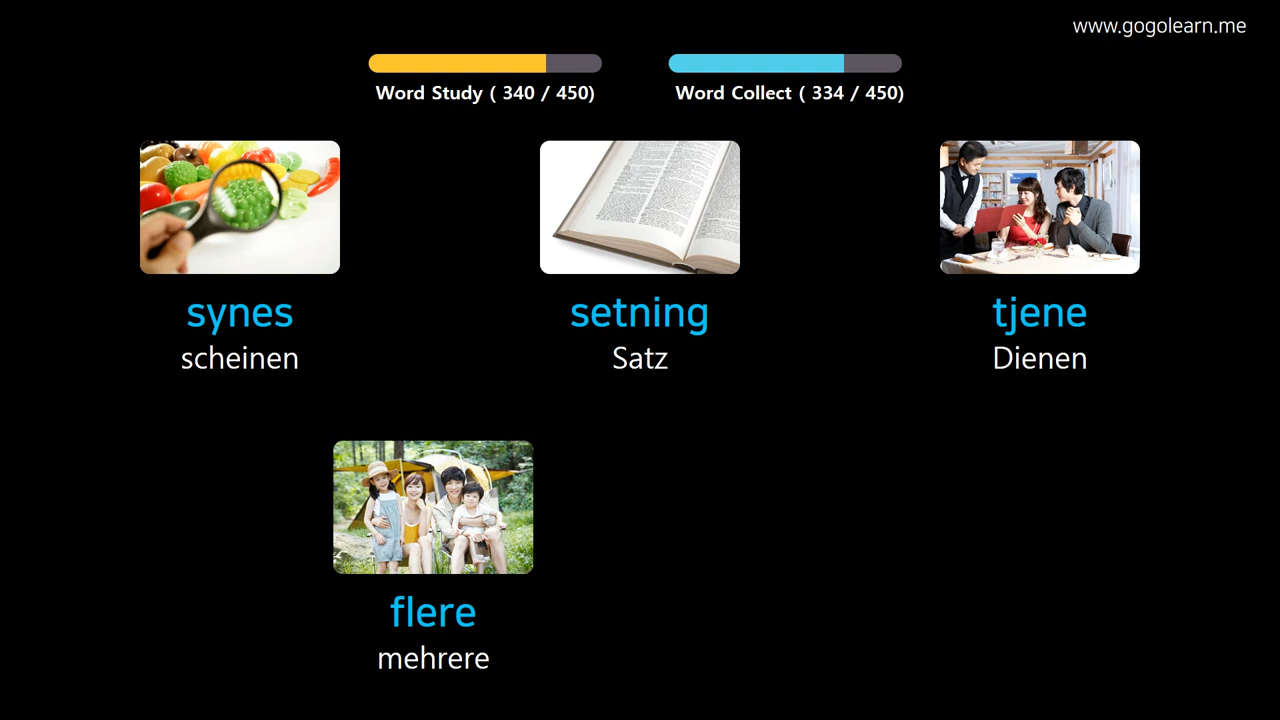 www.gogolearn.me
Word Study ( 340 / 450)
Word Collect ( 334 / 450)
synes
setning
tjene
scheinen
Satz
Dienen
flere
mehrere